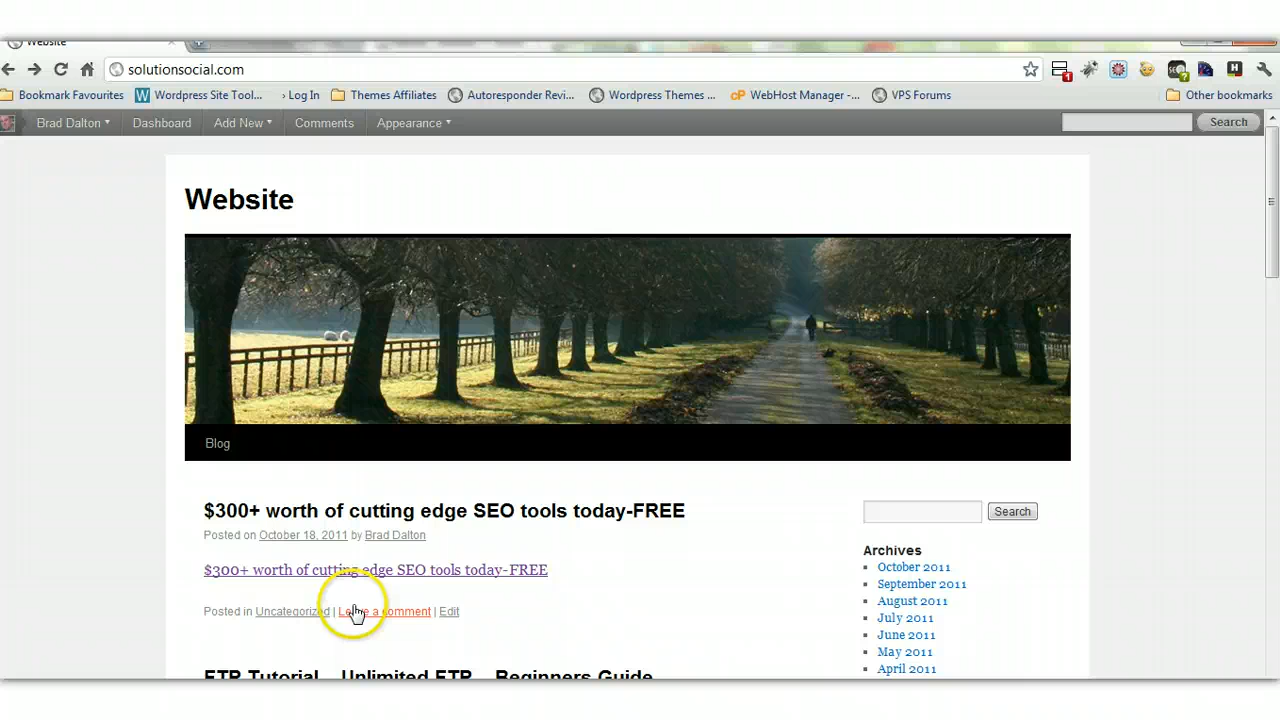 Website
solutionsocial.com
1
Bookmark Favourites Wordpress Site Tool... › Log In Themes Affiliates Autoresponder Revi... Wordpress Themes ... cP WebHost Manager -... VPS Forums Other bookmarks
Brad Dalton Dashboard Add New Comments Appearance Search
Website
Blog
$300+ worth of cutting edge SEO tools today-FREE
Posted on October 18, 2011 by Brad Dalton
$300+ worth of cutting edge SEO tools today-FREE
Posted in Uncategorized | Leave a comment | Edit
FTP Tutorial – Unlimited FTP – Beginners Guide
Search
Archives
October 2011
September 2011
August 2011
July 2011
June 2011
May 2011
April 2011